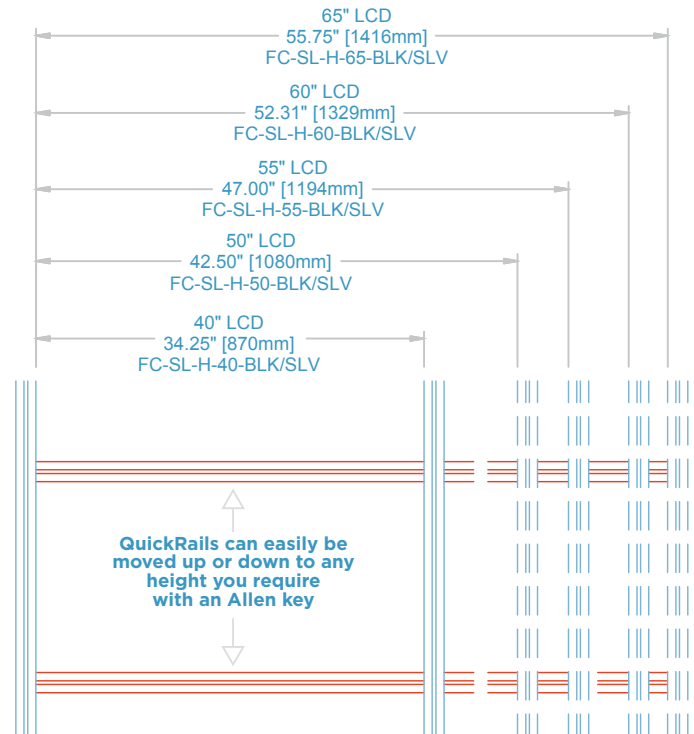 65" LCD
55.75" [1416mm]
FC-SL-H-65-BLK/SLV
60" LCD
52.31" [1329mm]
FC-SL-H-60-BLK/SLV
55" LCD
47.00" [1194mm]
FC-SL-H-55-BLK/SLV
50" LCD
42.50" [1080mm]
FC-SL-H-50-BLK/SLV
40" LCD
34.25" [870mm]
FC-SL-H-40-BLK/SLV
QuickRails can easily be
moved up or down to any
height you require
with an Allen key